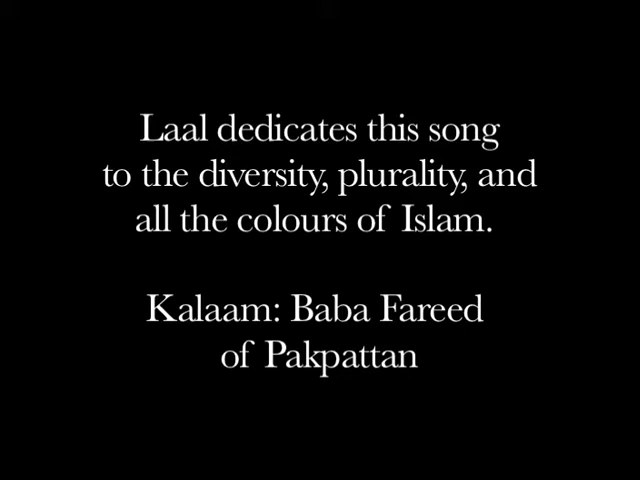 Laal dedicates this song
to the diversity, plurality, and
all the colours of Islam.
Kalaam: Baba Fareed
of Pakpattan